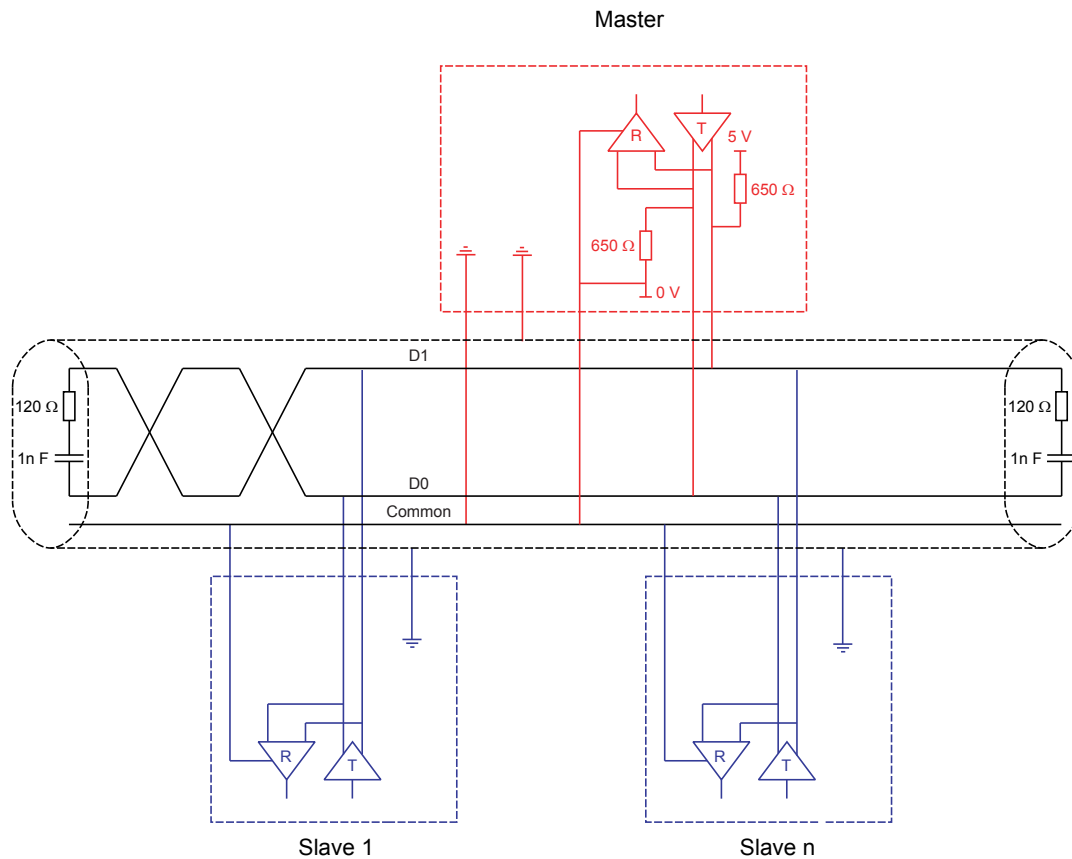 Master
R
T
5 V
650 Ω
650 Ω
0 V
D1
120 Ω
1n F
120 Ω
1n F
D0
Common
R
T
R
T
Slave 1
Slave n